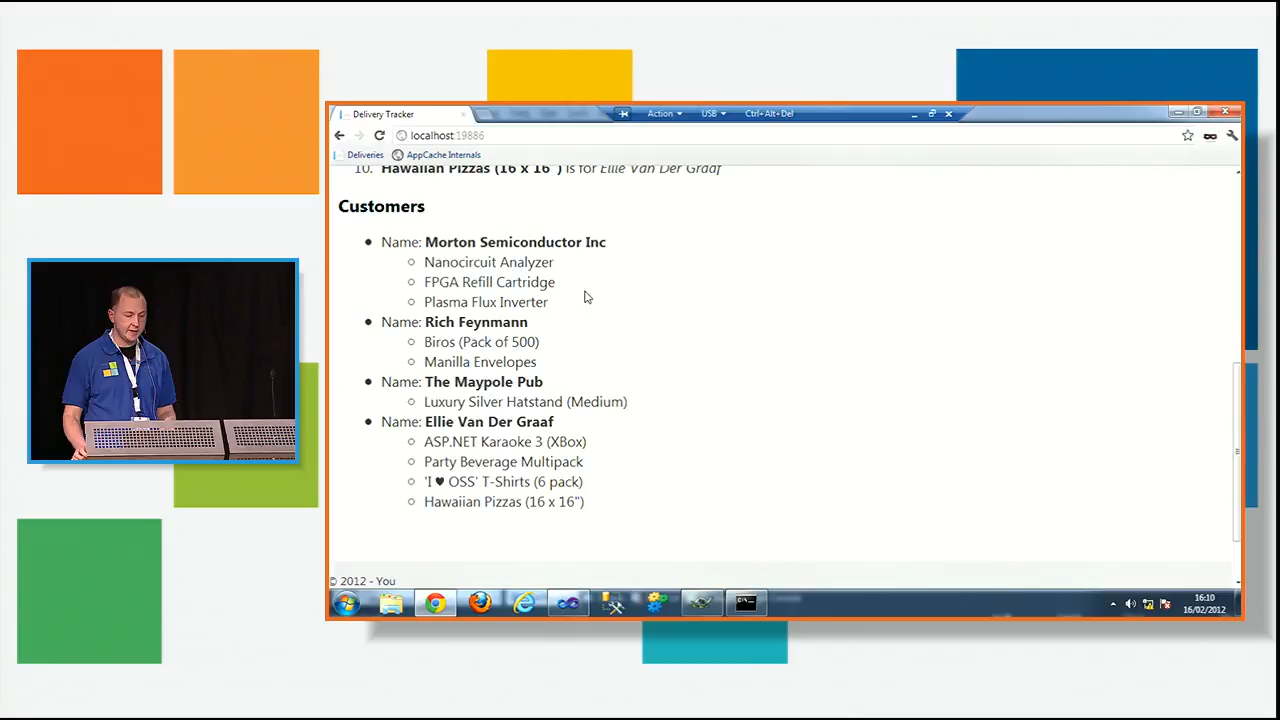 Delivery Tracker
Action
USB
Ctrl+Alt+Del
localhost:19886
Deliveries
AppCache Internals
10. Hawaiian Pizzas (16 x 16") is for Ellie Van Der Graaf
Customers
Name: Morton Semiconductor Inc
Nanocircuit Analyzer
FPGA Refill Cartridge
Plasma Flux Inverter
Name: Rich Feynmann
Biros (Pack of 500)
Manilla Envelopes
Name: The Maypole Pub
Luxury Silver Hatstand (Medium)
Name: Ellie Van Der Graaf
ASP.NET Karaoke 3 (XBox)
Party Beverage Multipack
'I ♥ OSS' T-Shirts (6 pack)
Hawaiian Pizzas (16 x 16")
© 2012 - You
16:10
16/02/2012